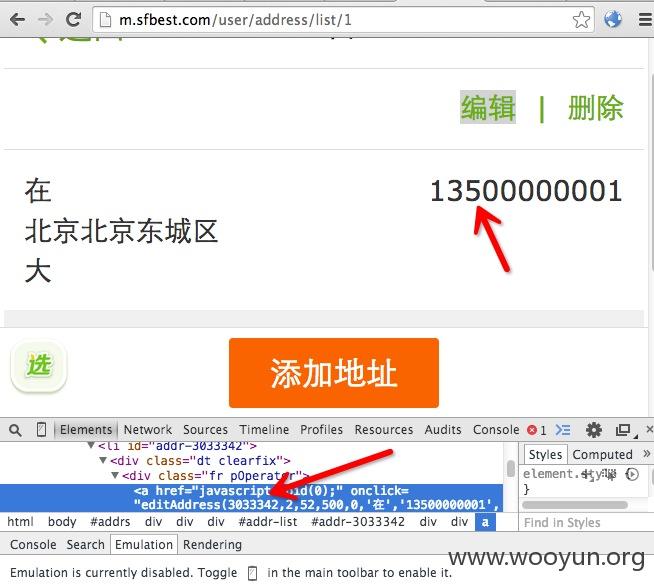 m.sfbest.com/user/address/list/1
编辑 | 删除
在 13500000001
北京北京东城区
大
选 添加地址
Elements Network Sources Timeline Profiles Resources Audits Console 1
<li id="addr-3033342">
<div class="dt clearfix">
<div class="fr pOperator">
<a href="javascript id(0);" onclick=
"editAddress(3033342,2,52,500,0,'在','13500000001',
Styles Computed »
element.sty
}
Find in Styles
html body #addrs div div #addr-list #addr-3033342 div div a
Console Search Emulation Rendering
Emulation is currently disabled. Toggle in the main toolbar to enable it.
www.wooyun.org